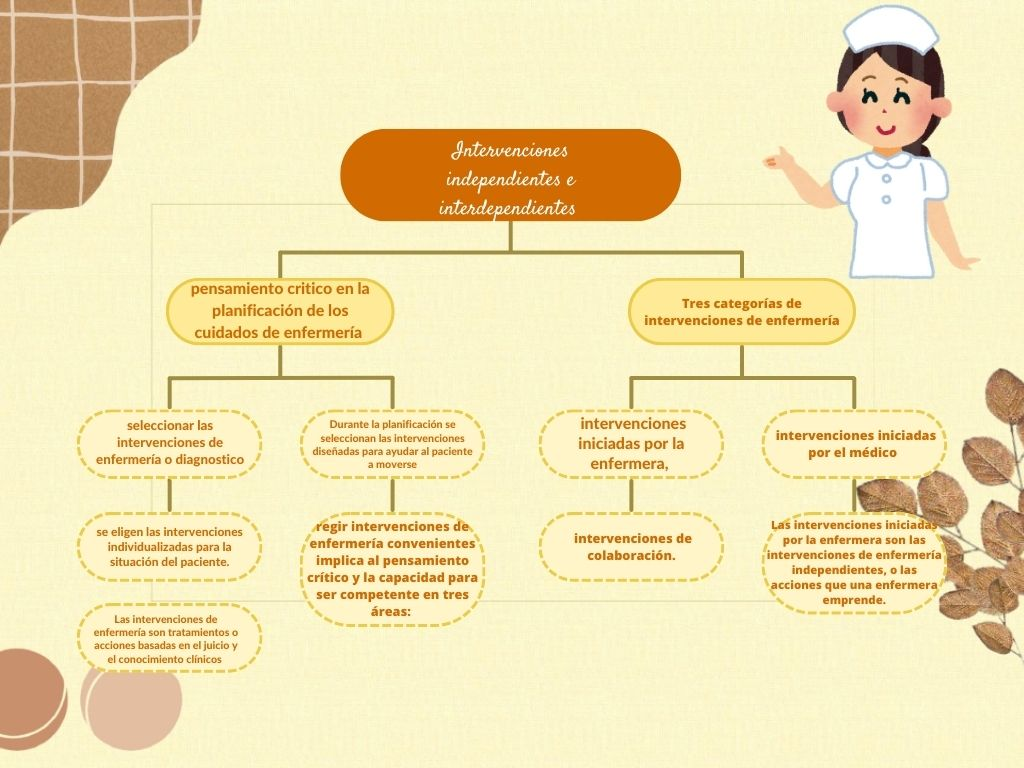 Intervenciones
independientes e
interdependientes
pensamiento critico en la
planificación de los
cuidados de enfermería
Tres categorías de
intervenciones de enfermería
seleccionar las
intervenciones de
enfermería o diagnostico
Durante la planificación se
seleccionan las intervenciones
diseñadas para ayudar al paciente
a moverse
intervenciones
iniciadas por la
enfermera,
intervenciones iniciadas
por el médico
se eligen las intervenciones
individualizadas para la
situación del paciente.
regir intervenciones de
enfermería convenientes
implica al pensamiento
crítico y la capacidad para
ser competente en tres
áreas:
intervenciones de
colaboración.
Las intervenciones iniciadas
por la enfermera son las
intervenciones de enfermería
independientes, o las
acciones que una enfermera
emprende.
Las intervenciones de
enfermería son tratamientos o
acciones basadas en el juicio y
el conocimiento clínicos